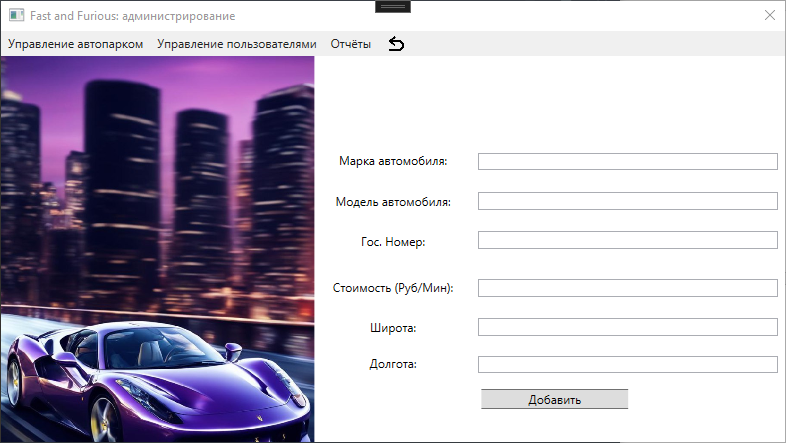 Fast and Furious: администрирование
Управление автопарком Управление пользователями Отчёты
Марка автомобиля:
Модель автомобиля:
Гос. Номер:
Стоимость (Руб/Мин):
Широта:
Долгота:
Добавить